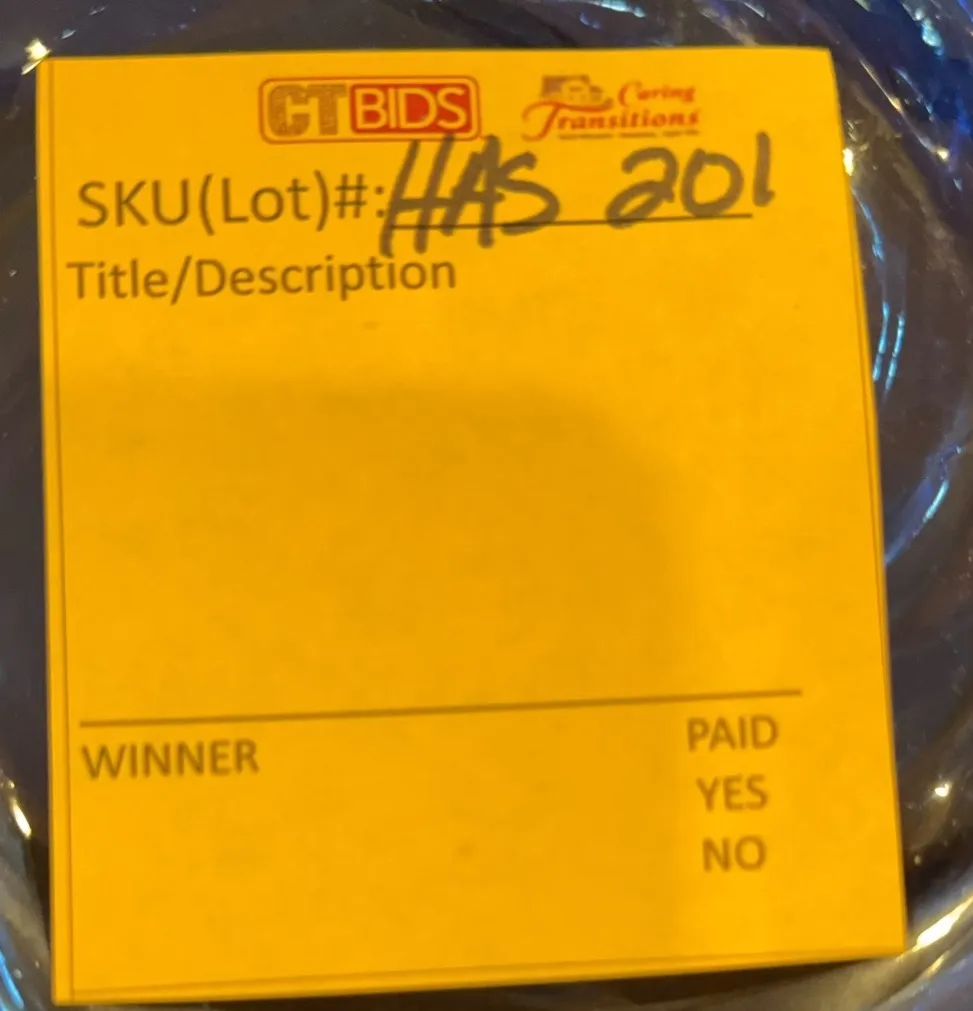 CTBIDS Caring Transitions
SKU(Lot)#: HAS 201
Title/Description
WINNER PAID
YES
NO